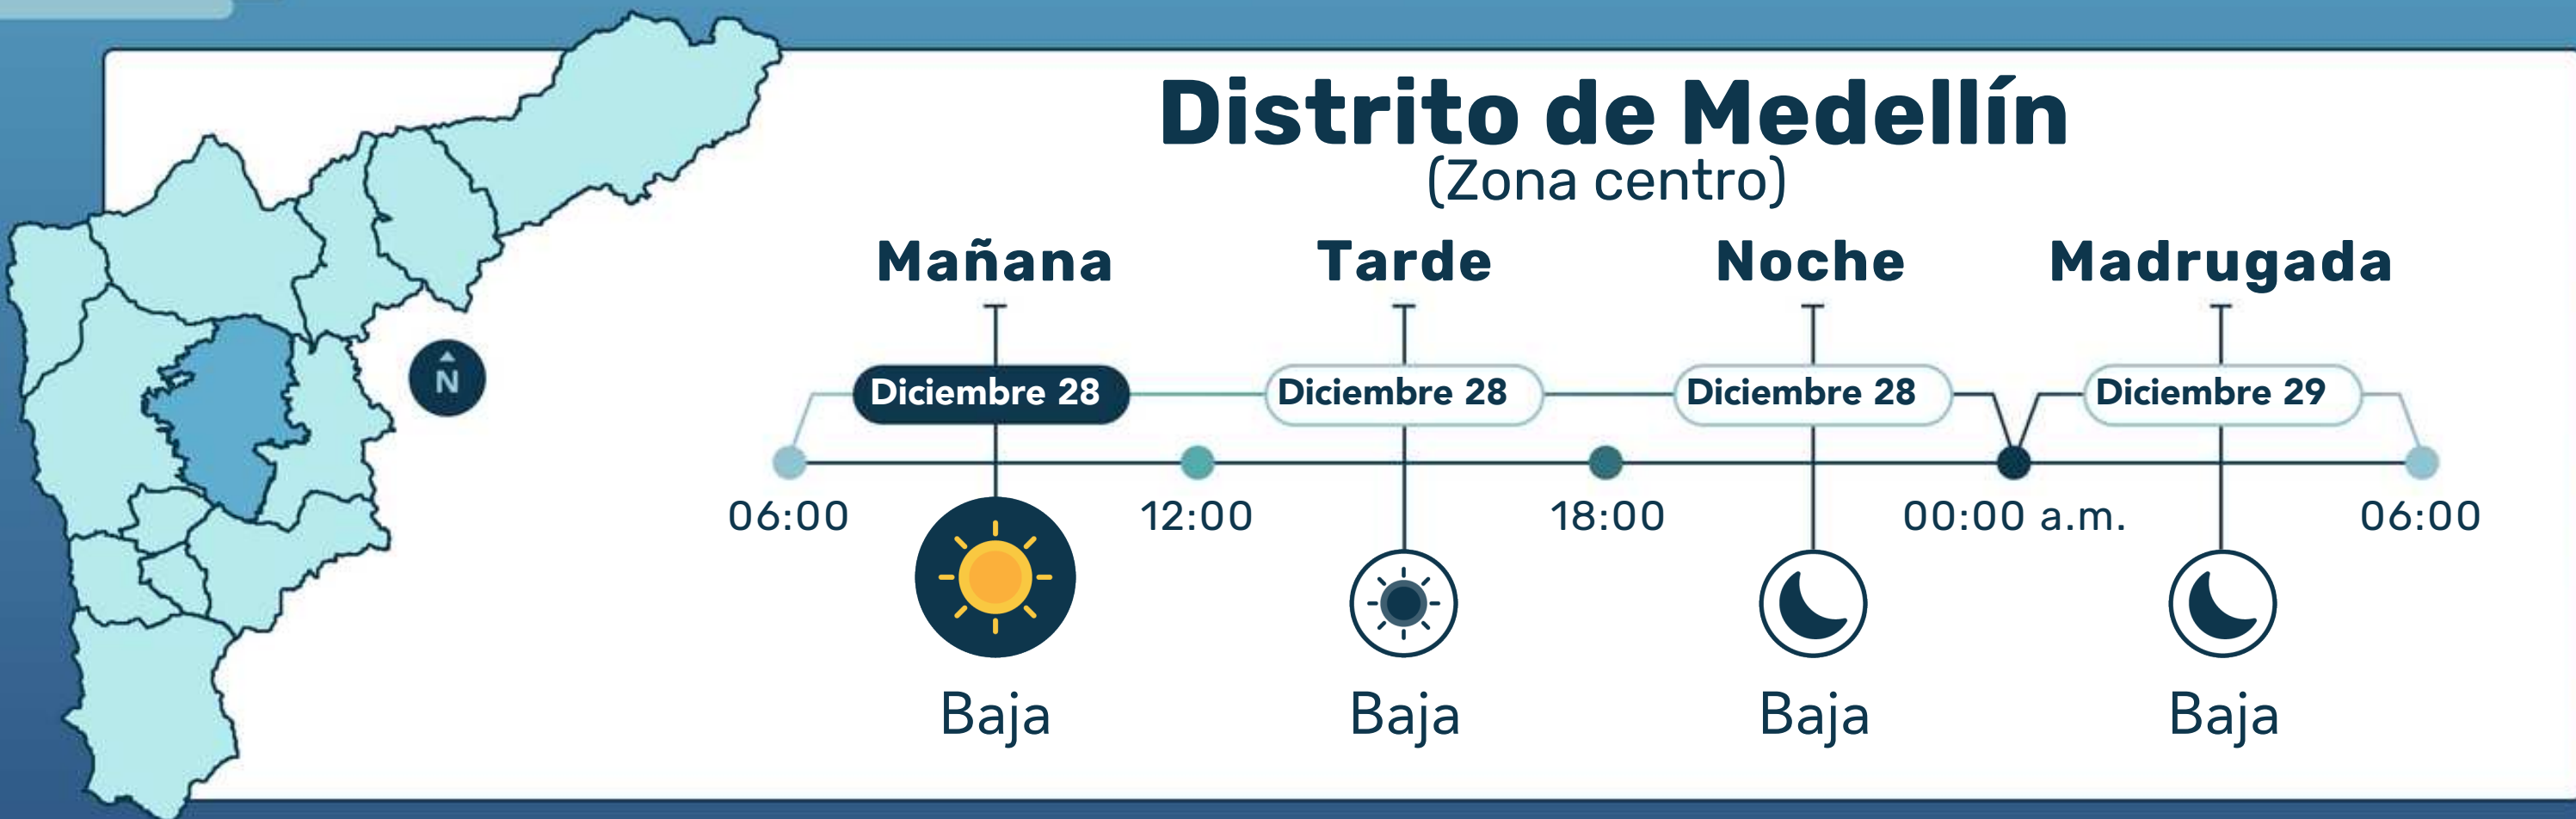 Distrito de Medellín
(Zona centro)
Mañana Tarde Noche Madrugada
Diciembre 28 Diciembre 28 Diciembre 28 Diciembre 29
N
06:00 12:00 18:00 00:00 a.m. 06:00
Baja Baja Baja Baja